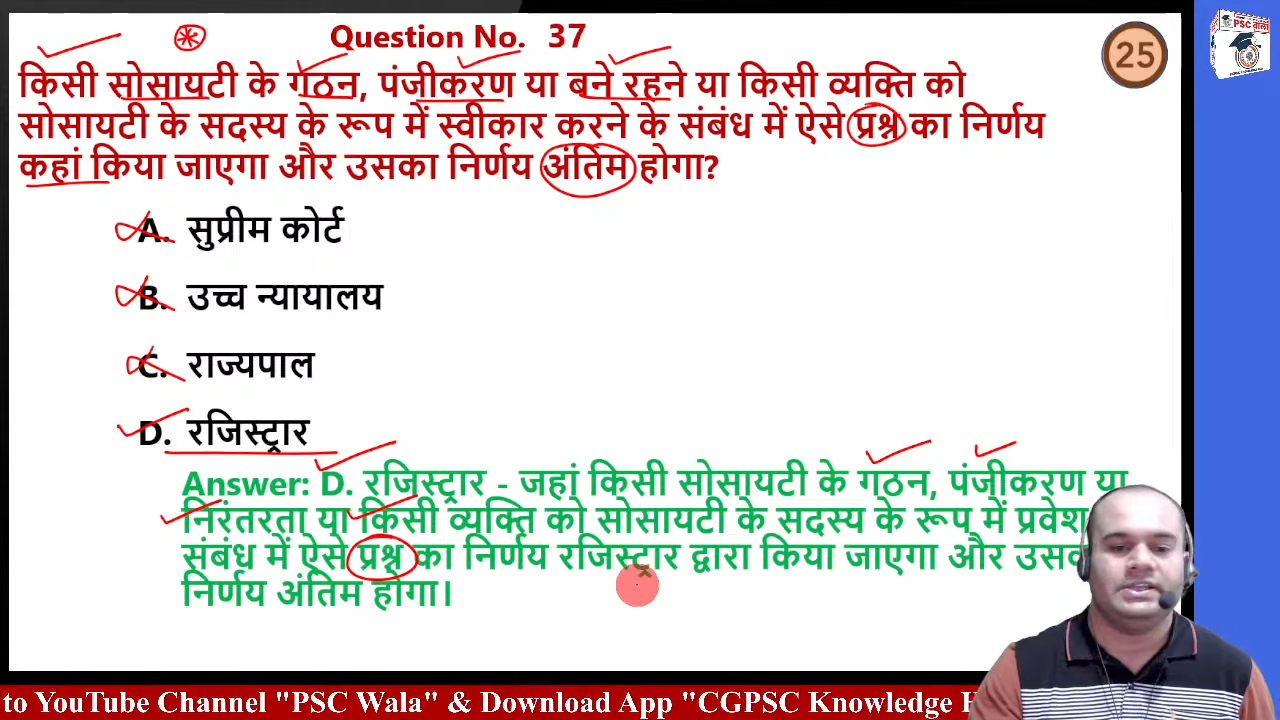 Question No. 37
25
PSC वाला
किसी सोसायटी के गठन, पंजीकरण या बने रहने या किसी व्यक्ति को
सोसायटी के सदस्य के रूप में स्वीकार करने के संबंध में ऐसे प्रश्न का निर्णय
कहां किया जाएगा और उसका निर्णय अंतिम होगा?
A. सुप्रीम कोर्ट
B. उच्च न्यायालय
C. राज्यपाल
D. रजिस्ट्रार
Answer: D. रजिस्ट्रार - जहां किसी सोसायटी के गठन, पंजीकरण या
निरंतरता या किसी व्यक्ति को सोसायटी के सदस्य के रूप में प्रवेश
संबंध में ऐसे प्रश्न का निर्णय रजिस्ट्रार द्वारा किया जाएगा और
निर्णय अंतिम होगा।
to YouTube Channel "PSC Wala" & Download App "CGPSC Knowledge